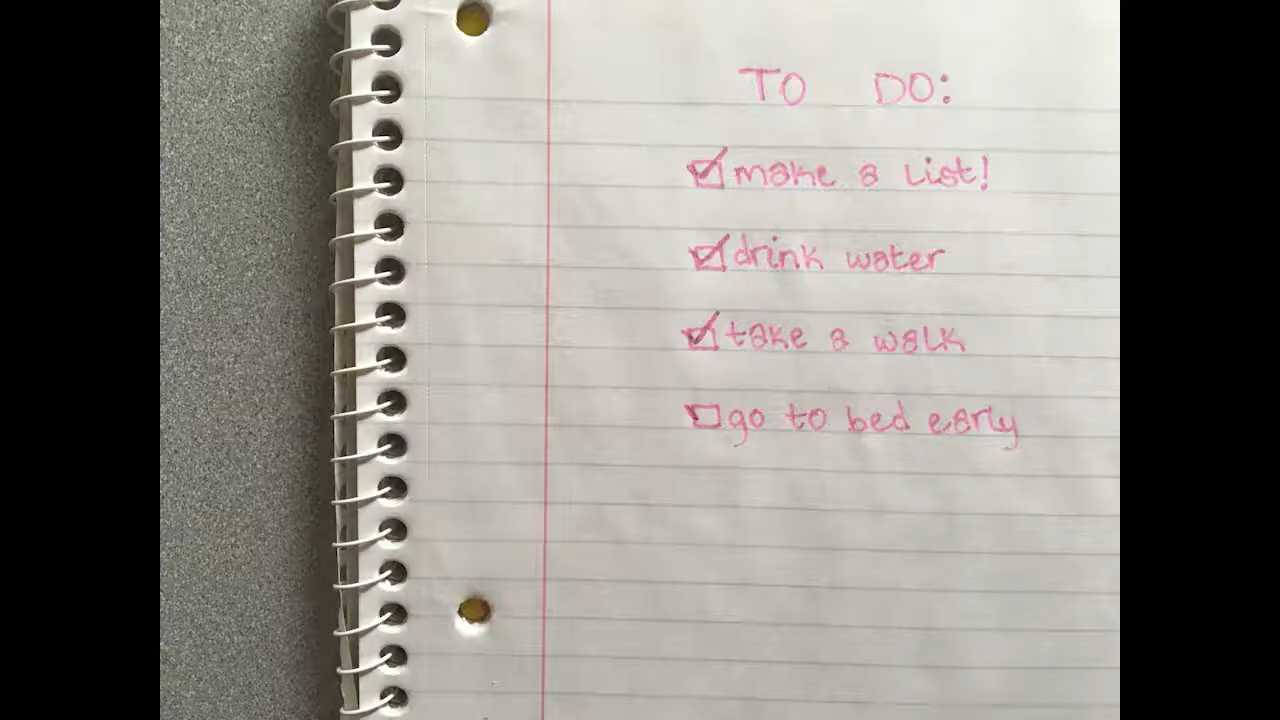 TO DO:
☑ make a list!
☑ drink water
☑ take a walk
☐ go to bed early